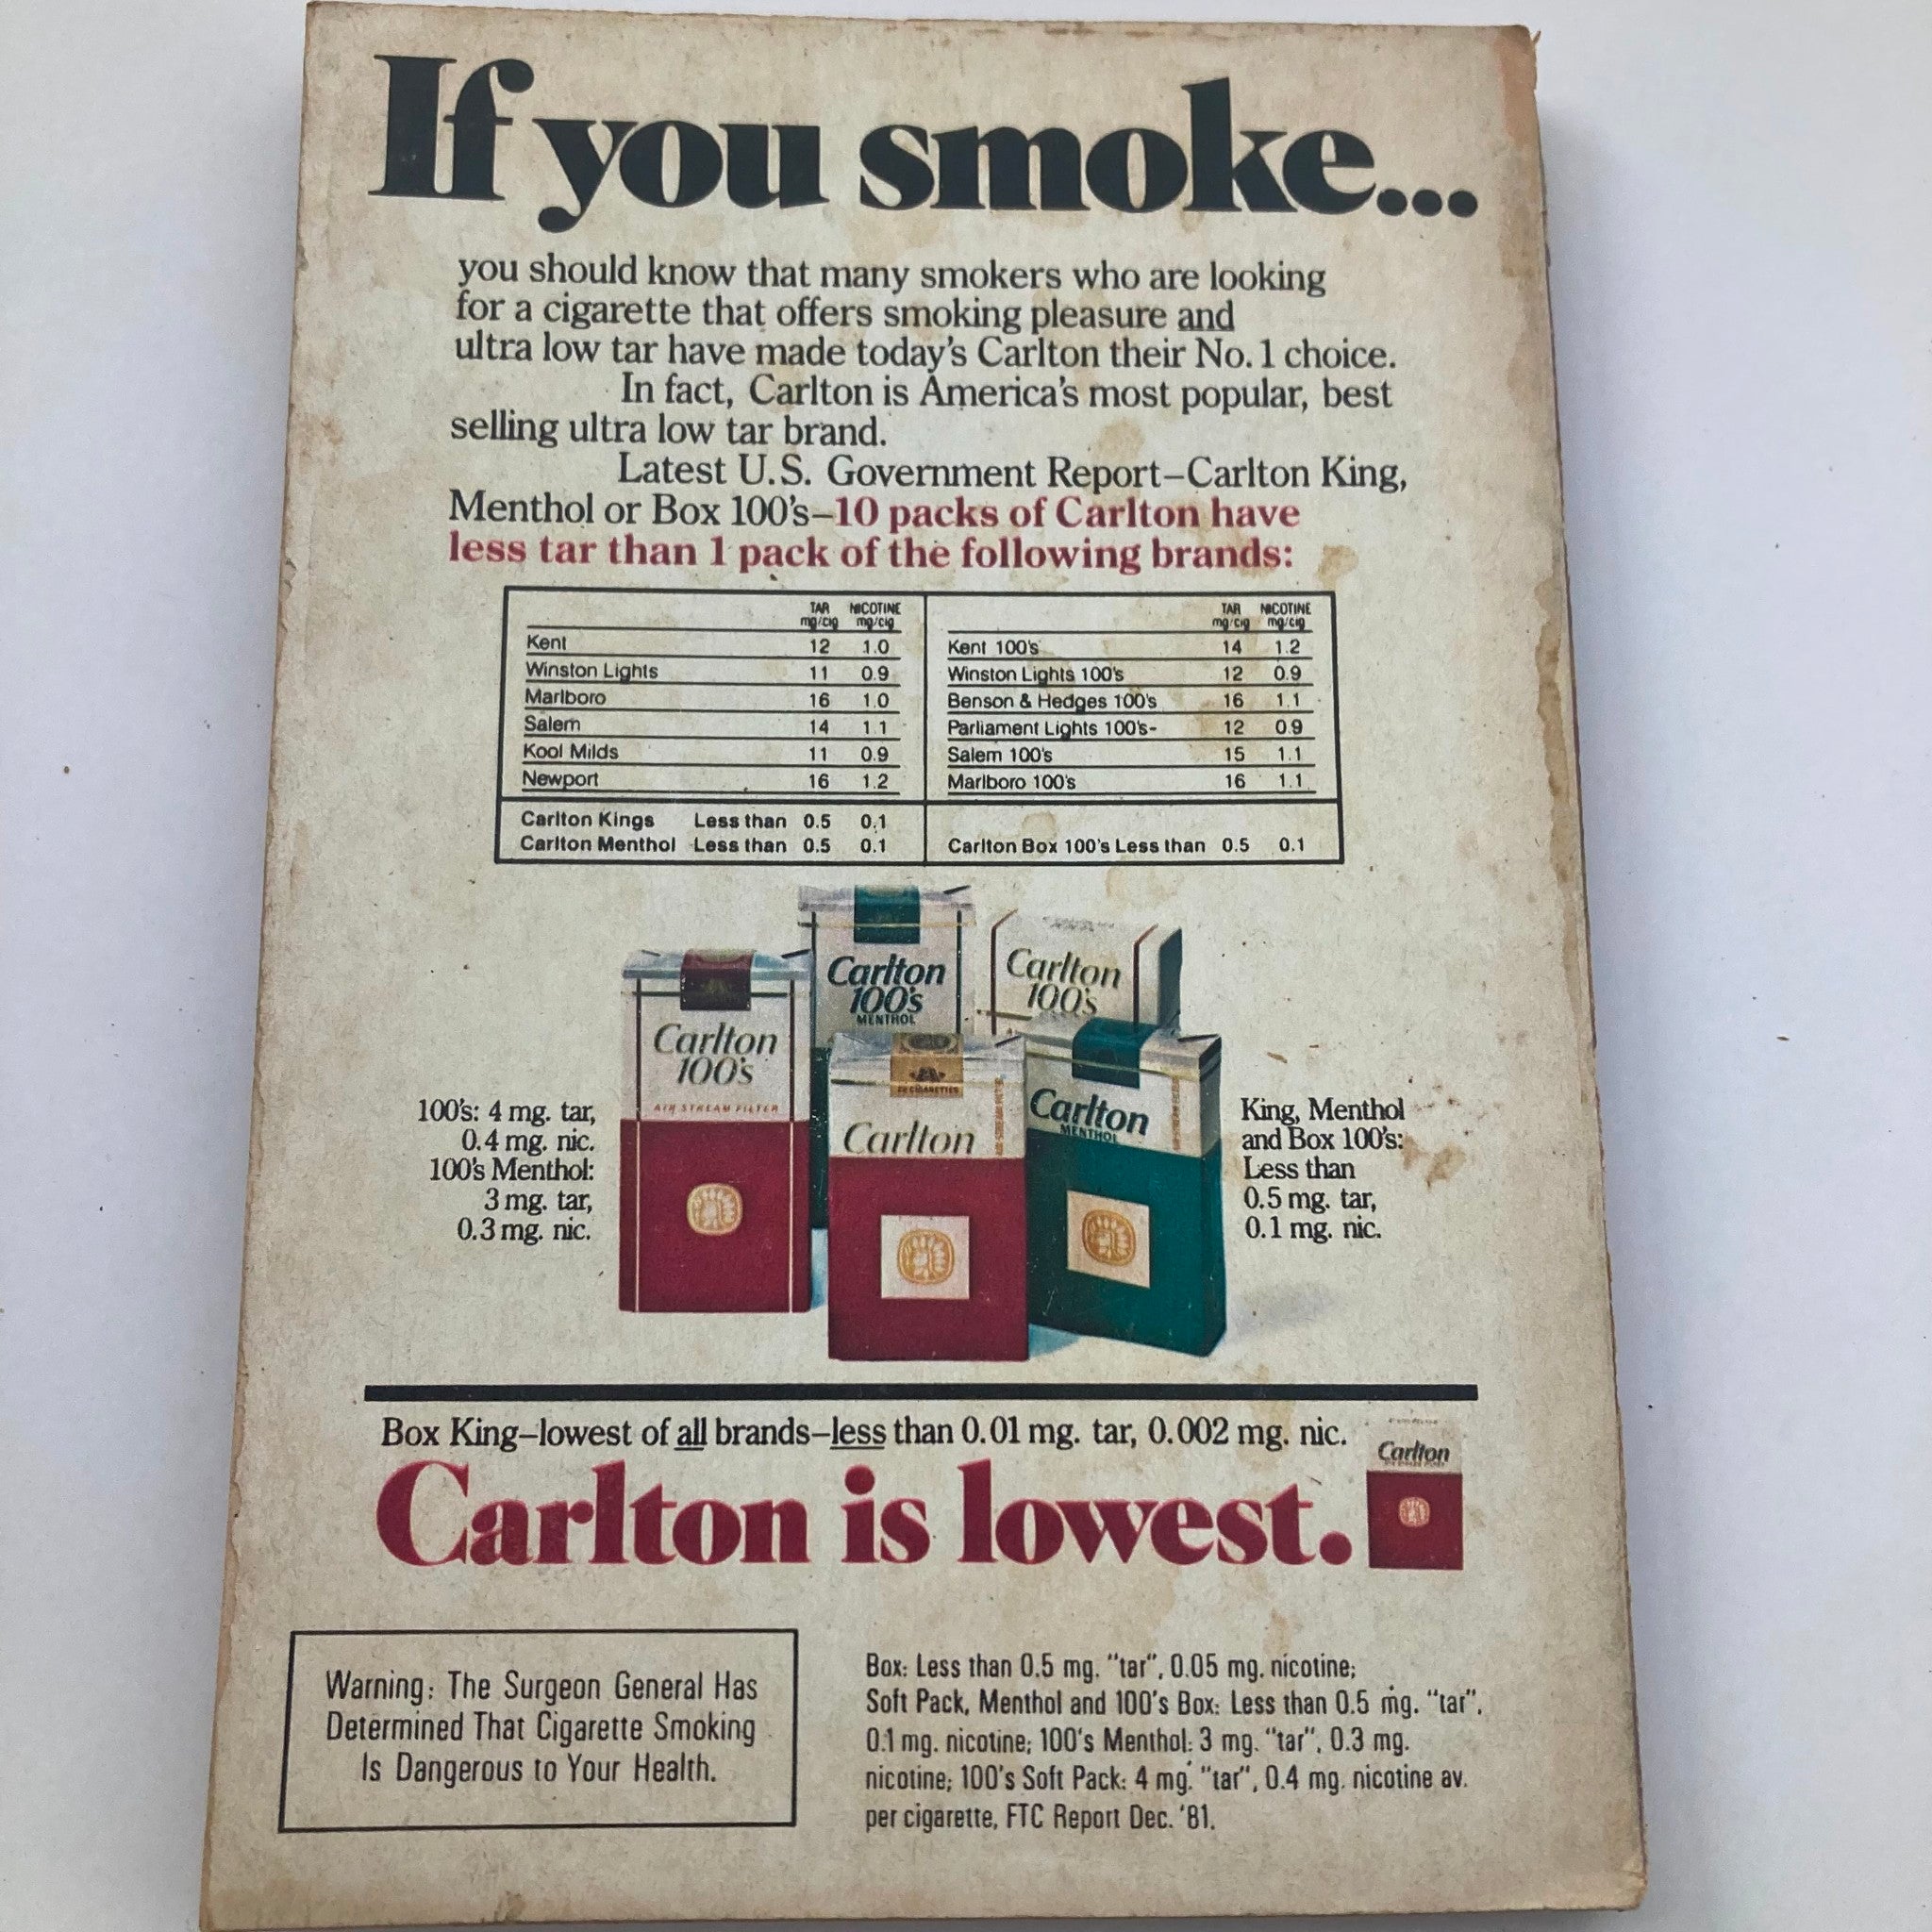 If you smoke...
you should know that many smokers who are looking
for a cigarette that offers smoking pleasure and
ultra low tar have made today's Carlton their No. 1 choice.
In fact, Carlton is America's most popular, best
selling ultra low tar brand.
Latest U.S. Government Report–Carlton King,
Menthol or Box 100's–10 packs of Carlton have
less tar than 1 pack of the following brands:
TAR mg/cig NICOTINE mg/cig
Kent 12 1.0
Winston Lights 11 0.9
Marlboro 16 1.0
Salem 14 1.1
Kool Milds 11 0.9
Newport 16 1.2
Carlton Kings Less than 0.5 0.1
Carlton Menthol Less than 0.5 0.1
TAR mg/cig NICOTINE mg/cig
Kent 100's 14 1.2
Winston Lights 100's 12 0.9
Benson & Hedges 100's 16 1.1
Parliament Lights 100's- 12 0.9
Salem 100's 15 1.1
Marlboro 100's 16 1.1
Carlton Box 100's Less than 0.5 0.1
Carlton
100's
MENTHOL
Carlton
100's
Carlton
100's
AIR STREAM FILTER
20 CIGARETTES
Carlton
Carlton
MENTHOL
100's: 4 mg. tar,
0.4 mg. nic.
100's Menthol:
3 mg. tar,
0.3 mg. nic.
King, Menthol
and Box 100's:
Less than
0.5 mg. tar,
0.1 mg. nic.
Box King–lowest of all brands–less than 0.01 mg. tar, 0.002 mg. nic.
Carlton is lowest.
Carlton
Warning: The Surgeon General Has
Determined That Cigarette Smoking
Is Dangerous to Your Health.
Box: Less than 0.5 mg. "tar", 0.05 mg. nicotine;
Soft Pack, Menthol and 100's Box: Less than 0.5 mg. "tar",
0.1 mg. nicotine; 100's Menthol: 3 mg. "tar", 0.3 mg.
nicotine; 100's Soft Pack: 4 mg. "tar", 0.4 mg. nicotine av.
per cigarette, FTC Report Dec. '81.